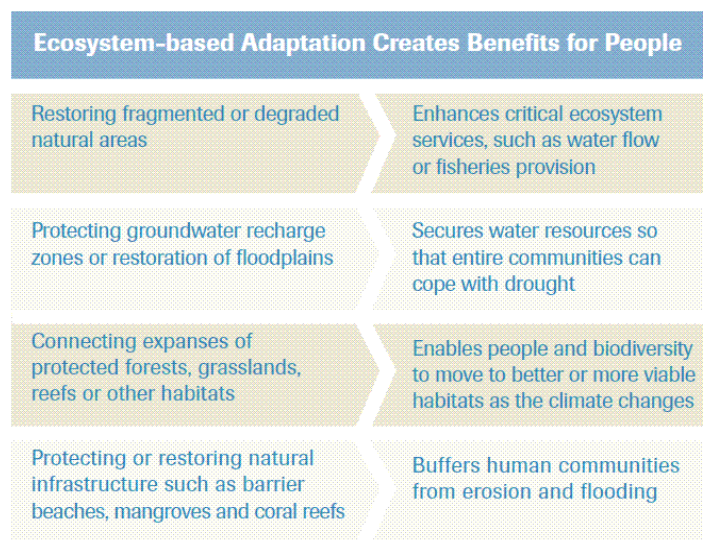 Ecosystem-based Adaptation Creates Benefits for People
Restoring fragmented or degraded
natural areas
Enhances critical ecosystem
services, such as water flow
or fisheries provision
Protecting groundwater recharge
zones or restoration of floodplains
Secures water resources so
that entire communities can
cope with drought
Connecting expanses of
protected forests, grasslands,
reefs or other habitats
Enables people and biodiversity
to move to better or more viable
habitats as the climate changes
Protecting or restoring natural
infrastructure such as barrier
beaches, mangroves and coral reefs
Buffers human communities
from erosion and flooding